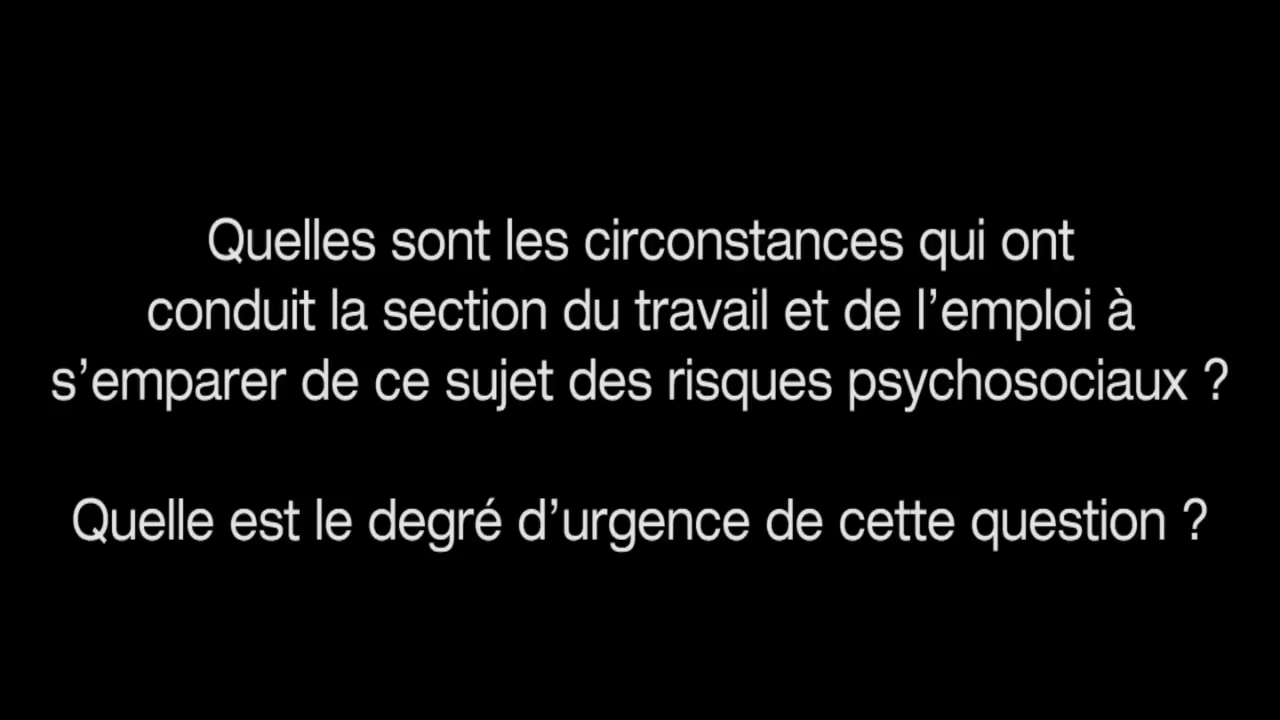 Quelles sont les circonstances qui ont
conduit la section du travail et de l’emploi à
s’emparer de ce sujet des risques psychosociaux ?
Quelle est le degré d’urgence de cette question ?